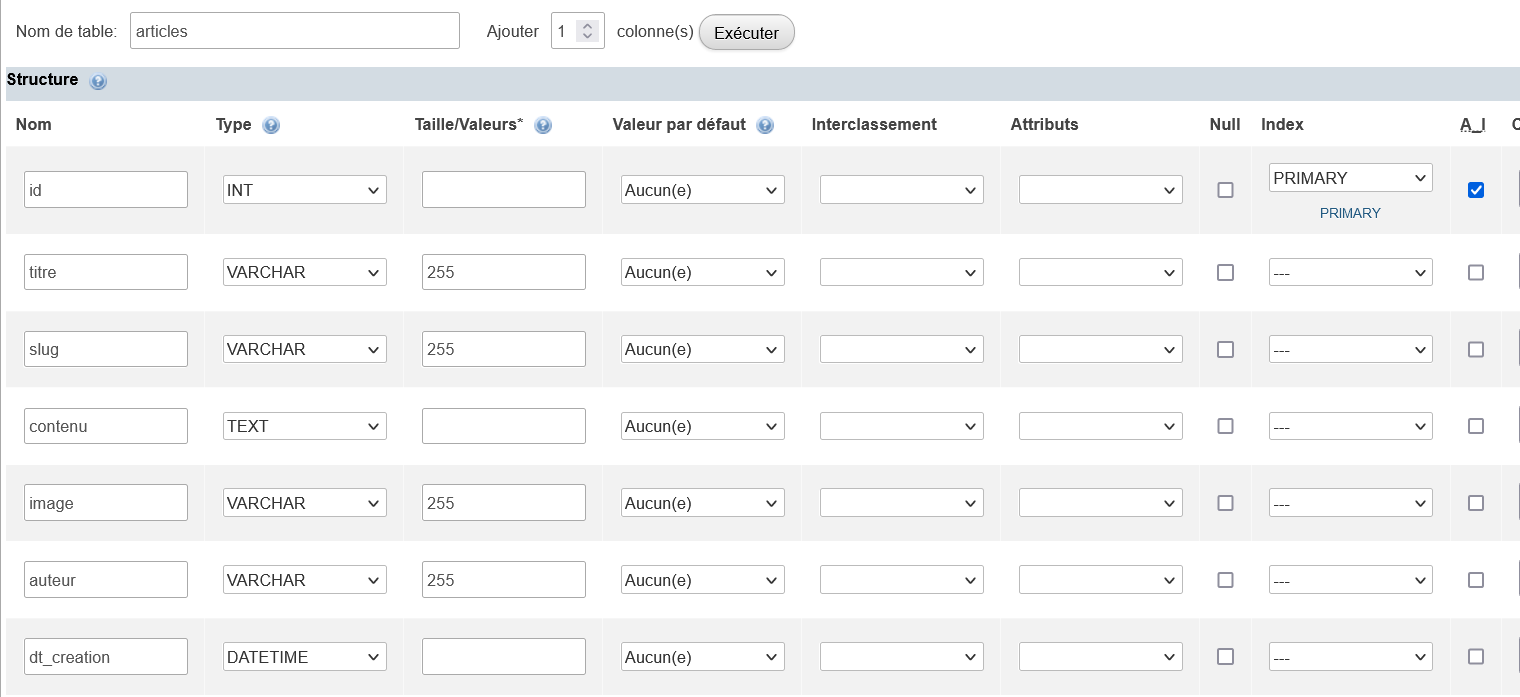 Nom de table: articles Ajouter 1 colonne(s) Exécuter
Structure
Nom Type Taille/Valeurs* Valeur par défaut Interclassement Attributs Null Index A_I
id INT Aucun(e) PRIMARY
PRIMARY
titre VARCHAR 255 Aucun(e) ---
slug VARCHAR 255 Aucun(e) ---
contenu TEXT Aucun(e) ---
image VARCHAR 255 Aucun(e) ---
auteur VARCHAR 255 Aucun(e) ---
dt_creation DATETIME Aucun(e) ---